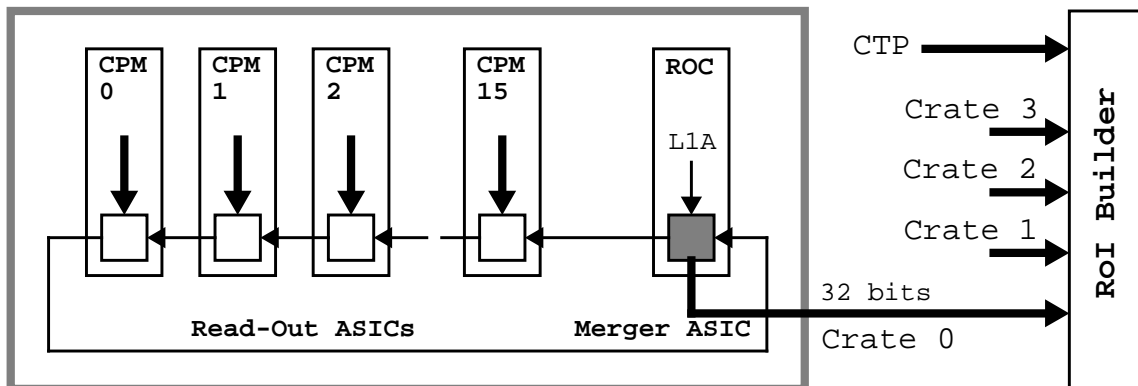 CPM
0
CPM
1
CPM
2
CPM
15
ROC
L1A
Read-Out ASICs
Merger ASIC
CTP
Crate 3
Crate 2
Crate 1
32 bits
Crate 0
RoI Builder